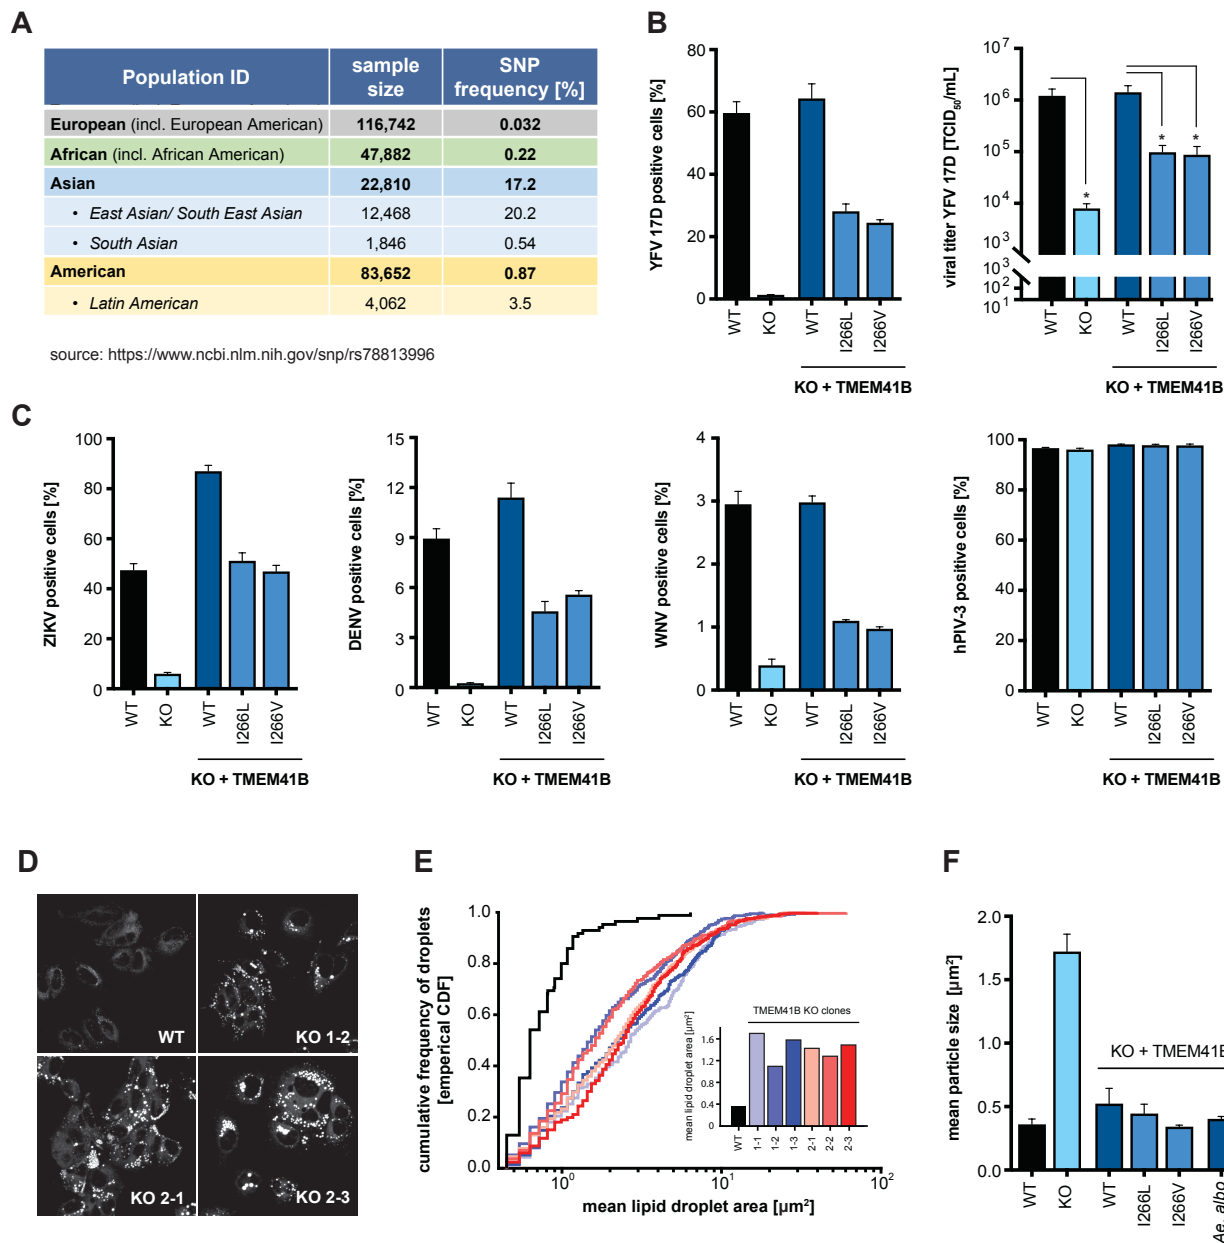 A
Population ID
sample size
SNP frequency [%]
European (incl. European American) 116,742 0.032
African (incl. African American) 47,882 0.22
Asian 22,810 17.2
• East Asian/ South East Asian 12,468 20.2
• South Asian 1,846 0.54
American 83,652 0.87
• Latin American 4,062 3.5
source: https://www.ncbi.nlm.nih.gov/snp/rs78813996
B
YFV 17D positive cells [%]
80
60
40
20
0
WT
KO
WT
I266L
I266V
KO + TMEM41B
viral titer YFV 17D [TCID50/mL]
10^7
10^6
10^5
10^4
10^3
10^3
10^2
10^1
*
*
*
WT
KO
WT
I266L
I266V
KO + TMEM41B
C
ZIKV positive cells [%]
100
80
60
40
20
0
WT
KO
WT
I266L
I266V
KO + TMEM41B
DENV positive cells [%]
15
12
9
6
3
0
WT
KO
WT
I266L
I266V
KO + TMEM41B
WNV positive cells [%]
4
3
2
1
0
WT
KO
WT
I266L
I266V
KO + TMEM41B
hPIV-3 positive cells [%]
100
80
60
40
20
0
WT
KO
WT
I266L
I266V
KO + TMEM41B
D
WT
KO 1-2
KO 2-1
KO 2-3
E
cumulative frequency of droplets
[emperical CDF]
1.0
0.8
0.6
0.4
0.2
0.0
10^0
10^1
10^2
mean lipid droplet area [µm²]
TMEM41B KO clones
mean lipid droplet area [µm²]
1.6
1.2
0.8
0.4
WT
1-1
1-2
1-3
2-1
2-2
2-3
F
mean particle size [µm²]
2.0
1.5
1.0
0.5
0.0
KO + TMEM41B
WT
KO
WT
I266L
I266V
Ae. albo